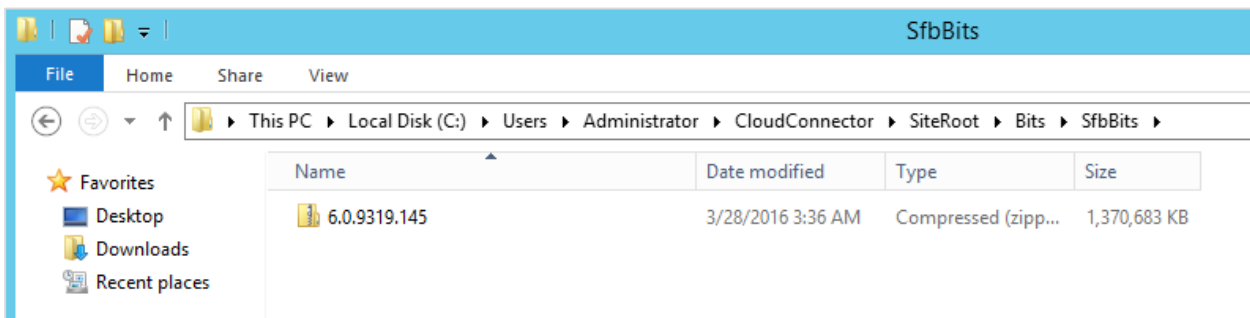 SfbBits
File Home Share View
This PC Local Disk (C:) Users Administrator CloudConnector SiteRoot Bits SfbBits
Name Date modified Type Size
Favorites
6.0.9319.145 3/28/2016 3:36 AM Compressed (zipp... 1,370,683 KB
Desktop
Downloads
Recent places